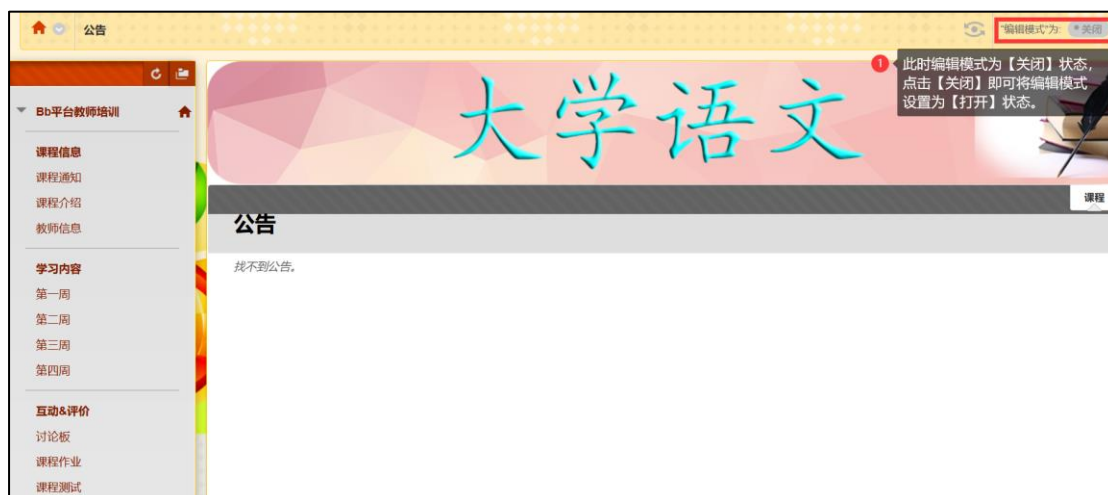 公告
"编辑模式"为: 关闭
1 此时编辑模式为【关闭】状态，
点击【关闭】即可将编辑模式
设置为【打开】状态。
大学语文
课程
Bb平台教师培训
课程信息
课程通知
课程介绍
教师信息
学习内容
第一周
第二周
第三周
第四周
互动&评价
讨论板
课程作业
课程测试
公告
找不到公告。